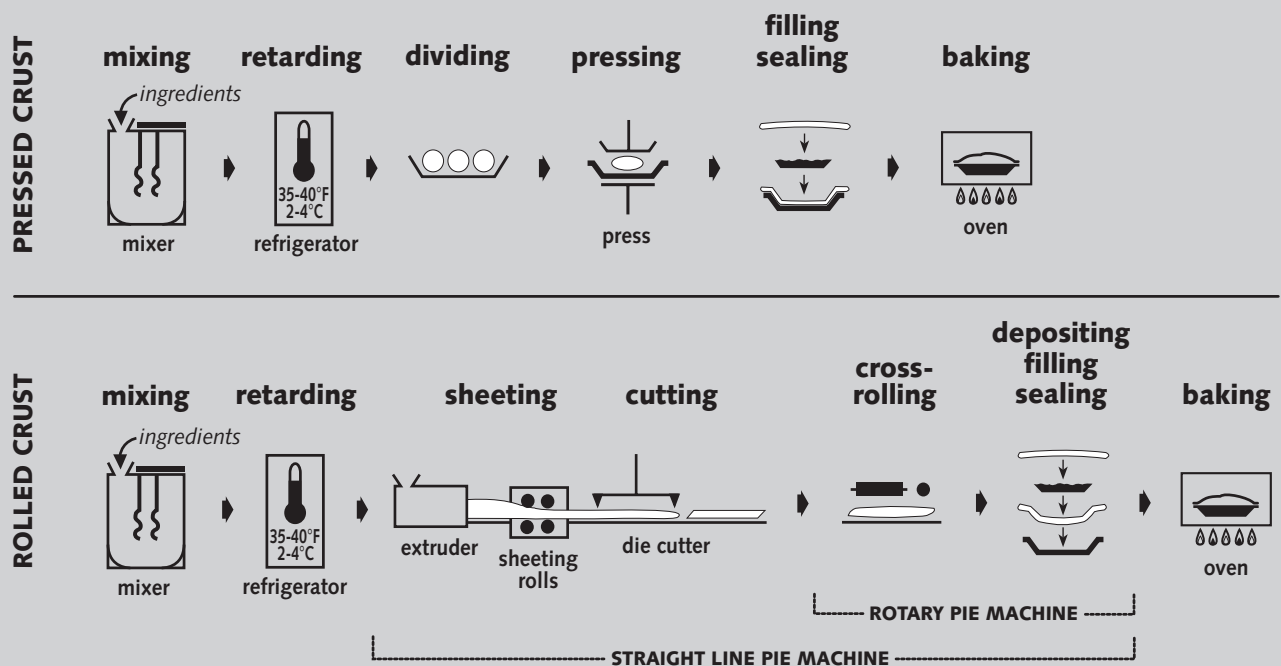 PRESSED CRUST
mixing
retarding
dividing
pressing
filling
sealing
baking
ingredients
35-40°F
2-4°C
mixer
refrigerator
press
oven
ROLLED CRUST
mixing
retarding
sheeting
cutting
cross-
rolling
depositing
filling
sealing
baking
ingredients
35-40°F
2-4°C
mixer
refrigerator
extruder
sheeting
rolls
die cutter
oven
ROTARY PIE MACHINE
STRAIGHT LINE PIE MACHINE